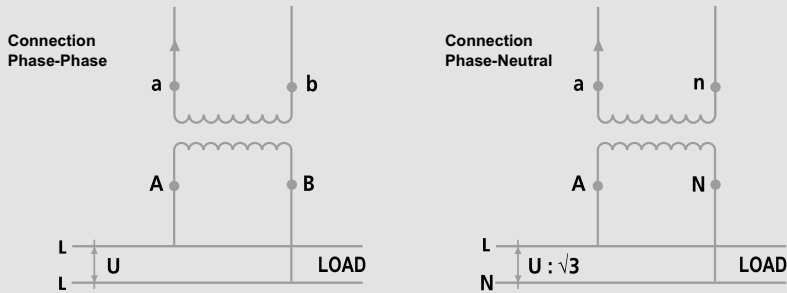 Connection
Phase-Phase
a
b
A
B
L
U
LOAD
L
Connection
Phase-Neutral
a
n
A
N
L
U : √3
LOAD
N